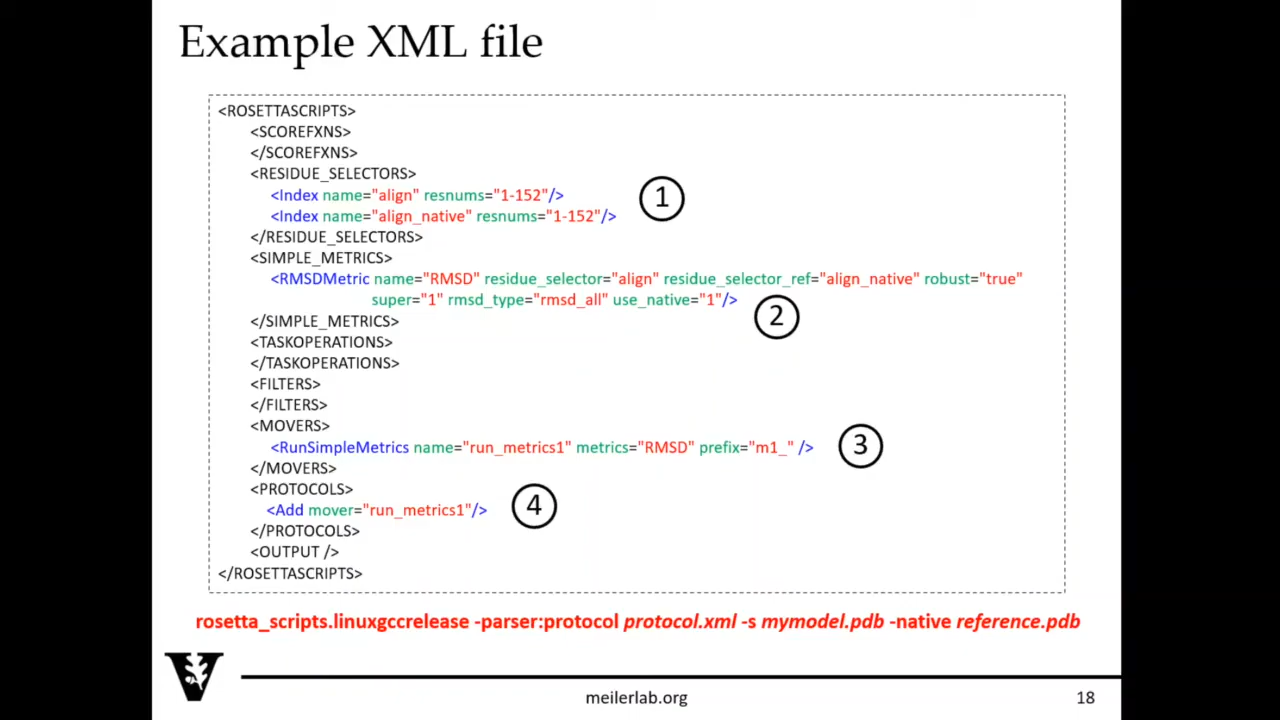 Example XML file
<ROSETTASCRIPTS>
<SCOREFXNS>
</SCOREFXNS>
<RESIDUE_SELECTORS>
<Index name="align" resnums="1-152"/>
1
<Index name="align_native" resnums="1-152"/>
</RESIDUE_SELECTORS>
<SIMPLE_METRICS>
<RMSDMetric name="RMSD" residue_selector="align" residue_selector_ref="align_native" robust="true"
super="1" rmsd_type="rmsd_all" use_native="1"/>
2
</SIMPLE_METRICS>
<TASKOPERATIONS>
</TASKOPERATIONS>
<FILTERS>
</FILTERS>
<MOVERS>
<RunSimpleMetrics name="run_metrics1" metrics="RMSD" prefix="m1_" />
3
</MOVERS>
<PROTOCOLS>
<Add mover="run_metrics1"/>
4
</PROTOCOLS>
<OUTPUT />
</ROSETTASCRIPTS>
rosetta_scripts.linuxgccrelease -parser:protocol protocol.xml -s mymodel.pdb -native reference.pdb
V
meilerlab.org
18